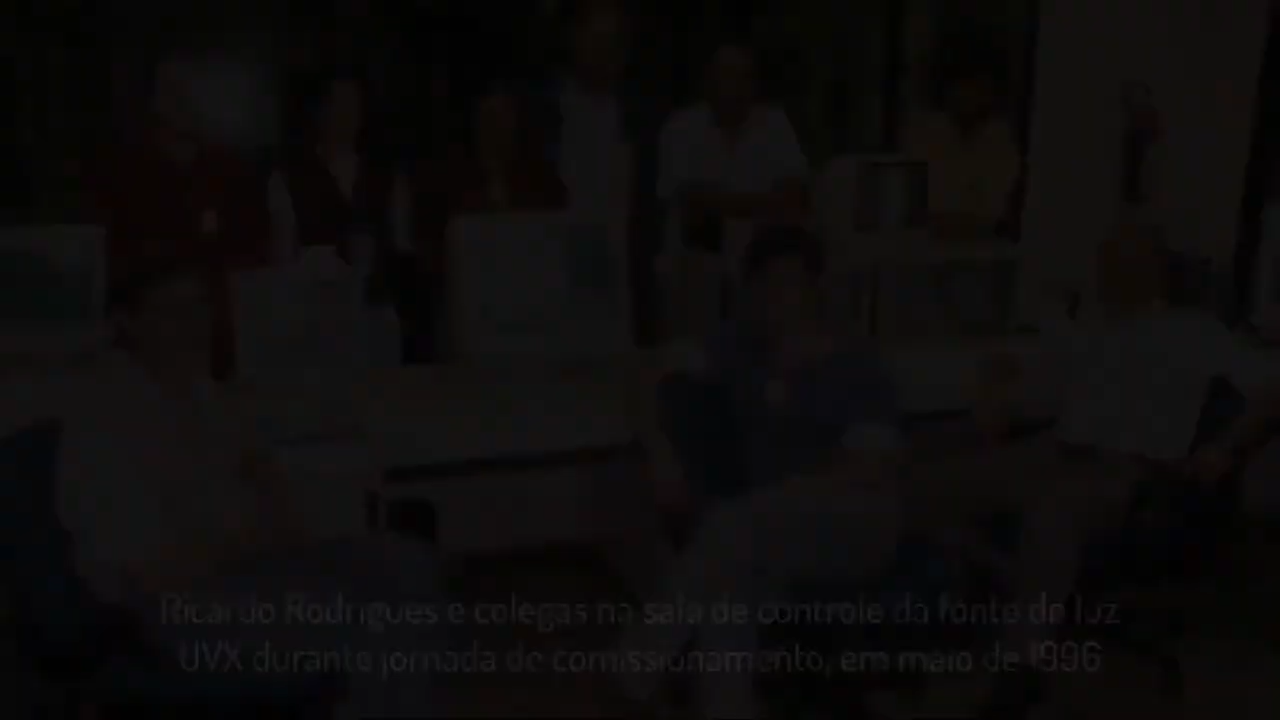 Ricardo Rodrigues e colegas na sala de controle da fonte de luz
UVX durante jornada de comissionamento, em maio de 1996